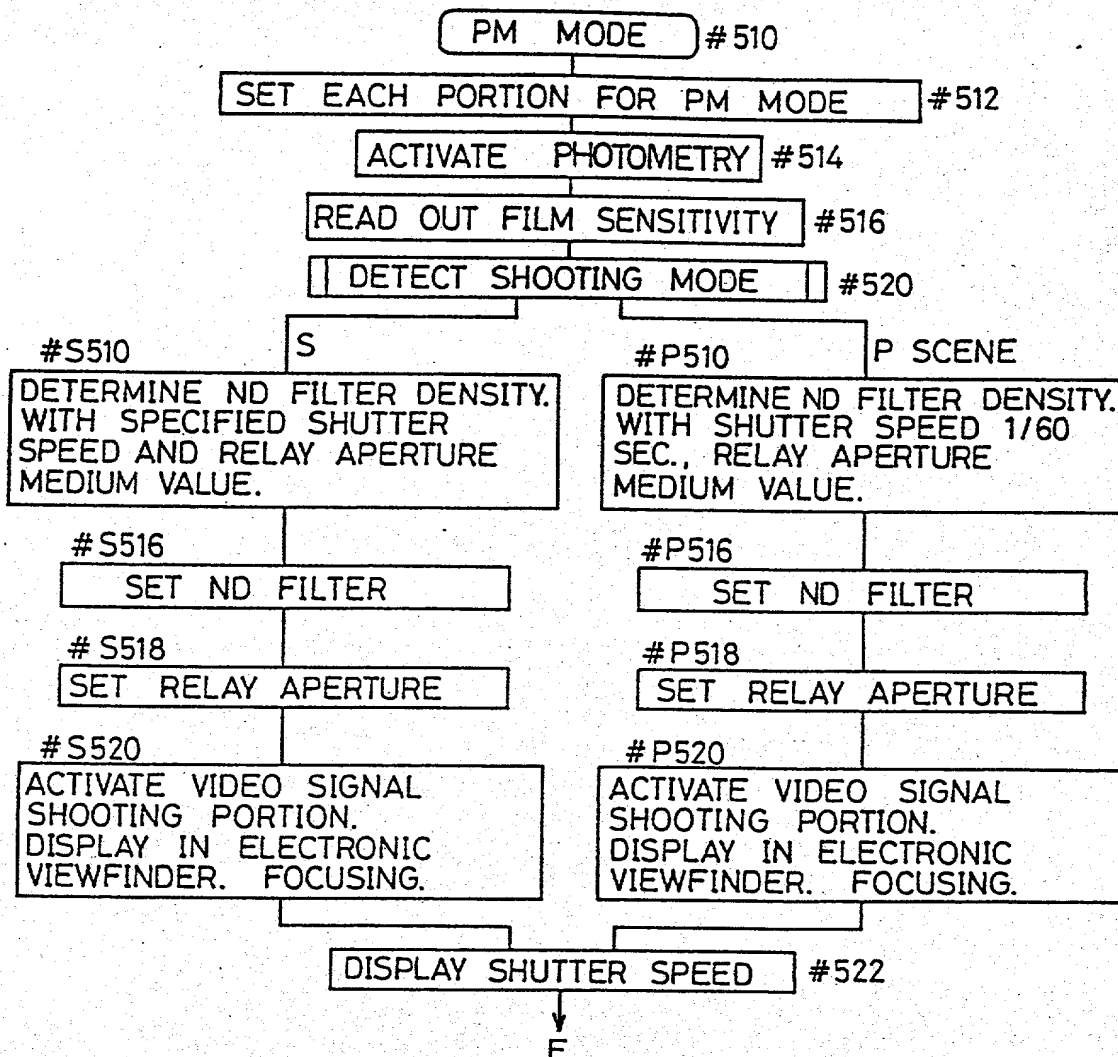 PM MODE #510
SET EACH PORTION FOR PM MODE #512
ACTIVATE PHOTOMETRY #514
READ OUT FILM SENSITIVITY #516
DETECT SHOOTING MODE #520
S
#S510
DETERMINE ND FILTER DENSITY.
WITH SPECIFIED SHUTTER
SPEED AND RELAY APERTURE
MEDIUM VALUE.
#S516
SET ND FILTER
#S518
SET RELAY APERTURE
#S520
ACTIVATE VIDEO SIGNAL
SHOOTING PORTION.
DISPLAY IN ELECTRONIC
VIEWFINDER. FOCUSING.
P SCENE
#P510
DETERMINE ND FILTER DENSITY.
WITH SHUTTER SPEED 1/60
SEC., RELAY APERTURE
MEDIUM VALUE.
#P516
SET ND FILTER
#P518
SET RELAY APERTURE
#P520
ACTIVATE VIDEO SIGNAL
SHOOTING PORTION.
DISPLAY IN ELECTRONIC
VIEWFINDER. FOCUSING.
DISPLAY SHUTTER SPEED #522